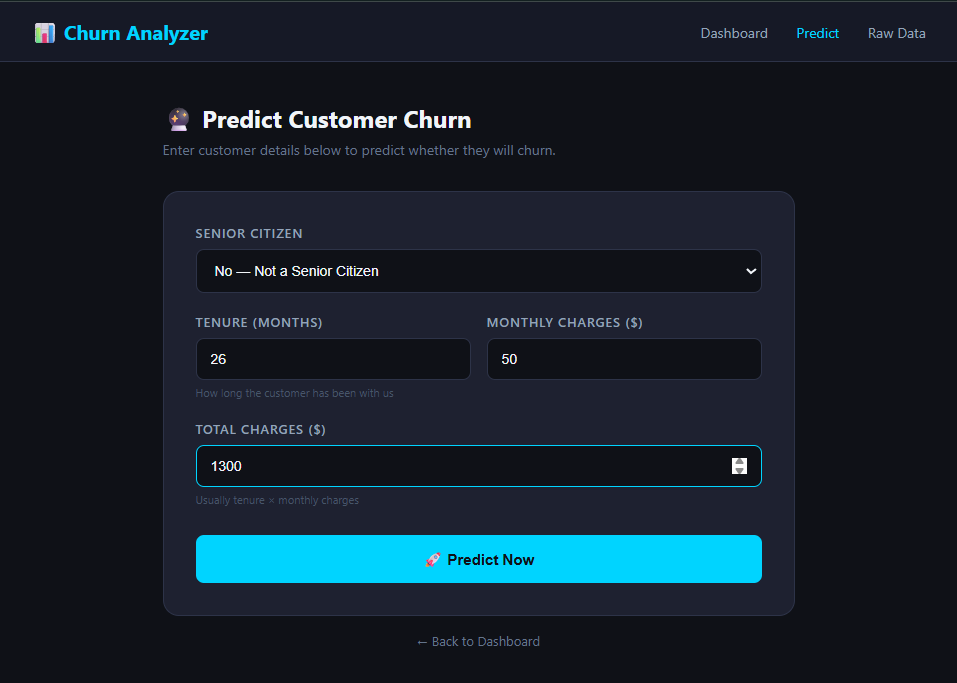 Churn Analyzer
Dashboard Predict Raw Data
Predict Customer Churn
Enter customer details below to predict whether they will churn.
SENIOR CITIZEN
No — Not a Senior Citizen
TENURE (MONTHS) MONTHLY CHARGES ($)
26 50
How long the customer has been with us
TOTAL CHARGES ($)
1300
Usually tenure × monthly charges
Predict Now
← Back to Dashboard